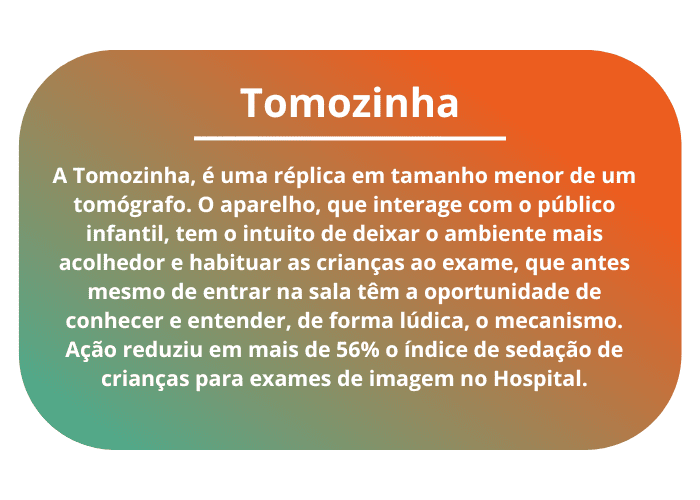 Tomozinha
A Tomozinha, é uma réplica em tamanho menor de um
tomógrafo. O aparelho, que interage com o público
infantil, tem o intuito de deixar o ambiente mais
acolhedor e habituar as crianças ao exame, que antes
mesmo de entrar na sala têm a oportunidade de
conhecer e entender, de forma lúdica, o mecanismo.
Ação reduziu em mais de 56% o índice de sedação de
crianças para exames de imagem no Hospital.